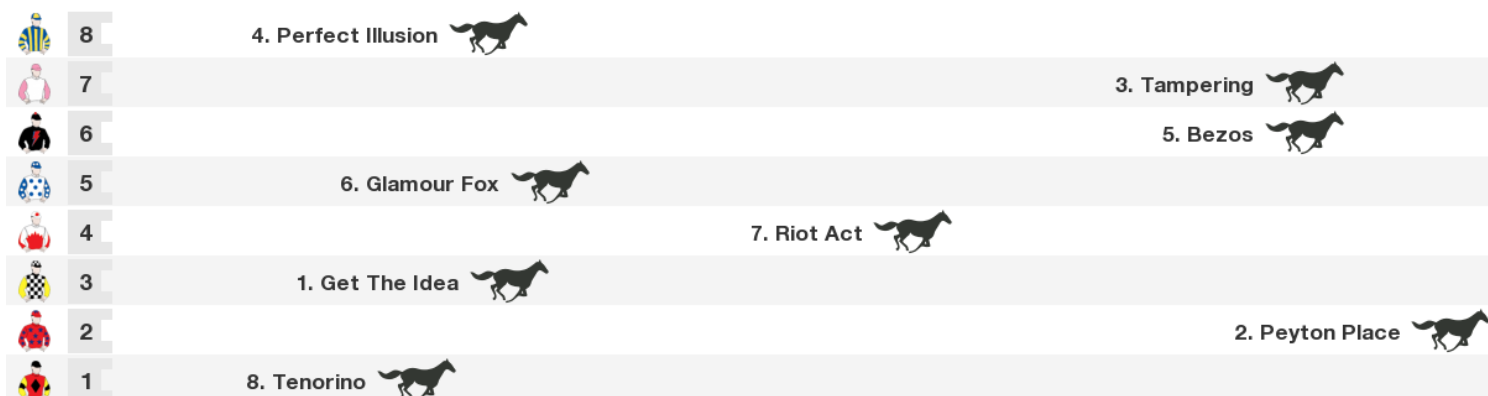 8 4. Perfect Illusion
7 3. Tampering
6 5. Bezos
5 6. Glamour Fox
4 7. Riot Act
3 1. Get The Idea
2 2. Peyton Place
1 8. Tenorino